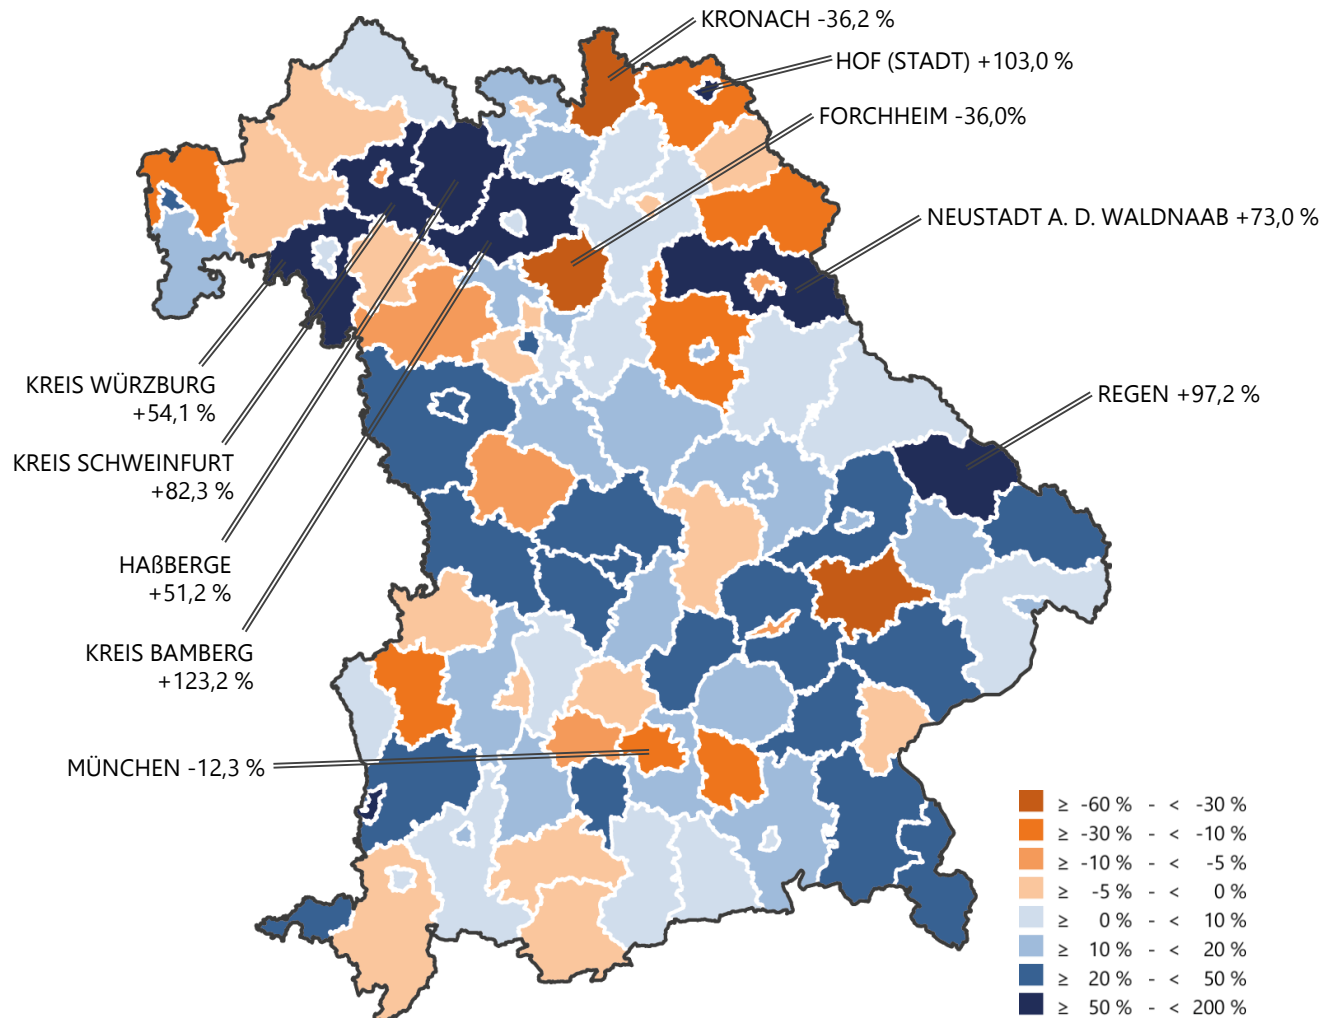 KRONACH -36,2 %
HOF (STADT) +103,0 %
FORCHHEIM -36,0%
NEUSTADT A. D. WALDNAAB +73,0 %
KREIS WÜRZBURG
+54,1 %
REGEN +97,2 %
KREIS SCHWEINFURT
+82,3 %
HAßBERGE
+51,2 %
KREIS BAMBERG
+123,2 %
MÜNCHEN -12,3 %
≥ -60 % - < -30 %
≥ -30 % - < -10 %
≥ -10 % - < -5 %
≥ -5 % - < 0 %
≥ 0 % - < 10 %
≥ 10 % - < 20 %
≥ 20 % - < 50 %
≥ 50 % - < 200 %